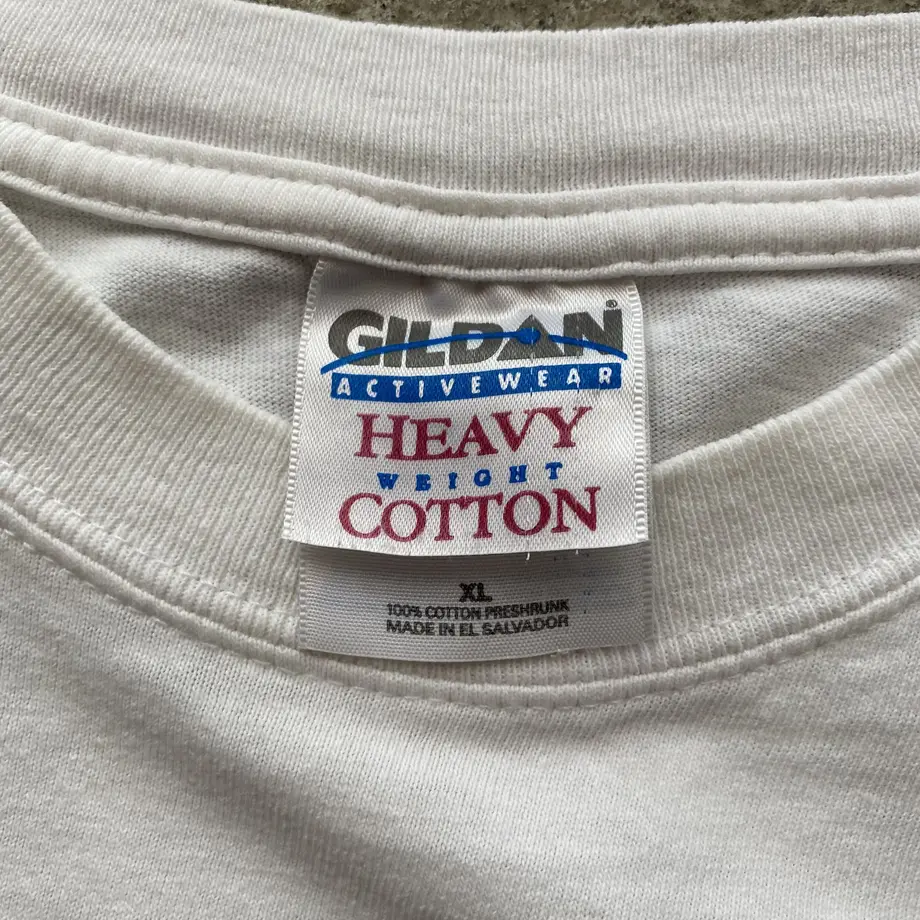 GILDAN®
ACTIVEWEAR
HEAVY
WEIGHT
COTTON
XL
100% COTTON PRESHRUNK
MADE IN EL SALVADOR